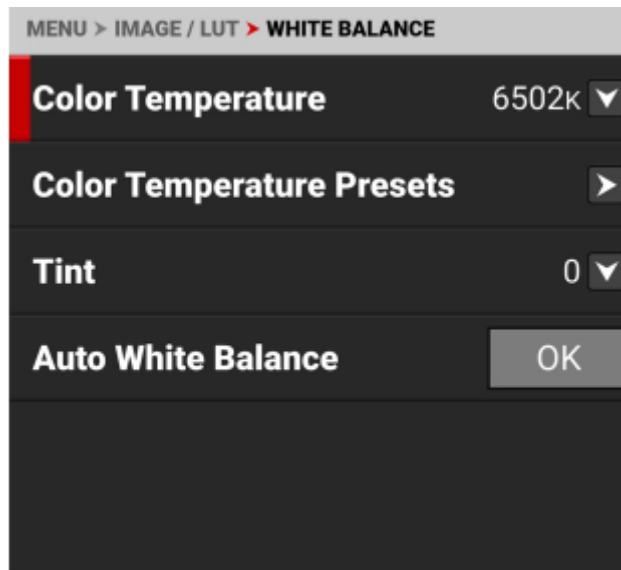 MENU > IMAGE / LUT > WHITE BALANCE
Color Temperature 6502K
Color Temperature Presets
Tint 0
Auto White Balance OK